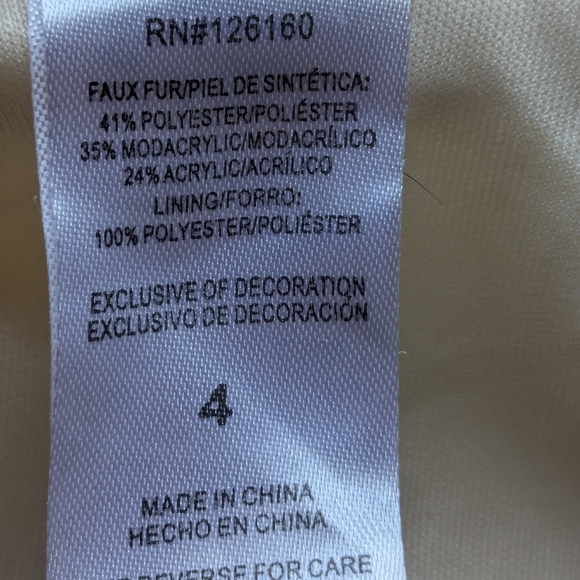 RN#126160
FAUX FUR/PIEL DE SINTÉTICA:
41% POLYESTER/POLIÉSTER
35% MODACRYLIC/MODACRÍLICO
24% ACRYLIC/ACRÍLICO
LINING/FORRO:
100% POLYESTER/POLIÉSTER
EXCLUSIVE OF DECORATION
EXCLUSIVO DE DECORACIÓN
4
MADE IN CHINA
HECHO EN CHINA
REVERSE FOR CARE